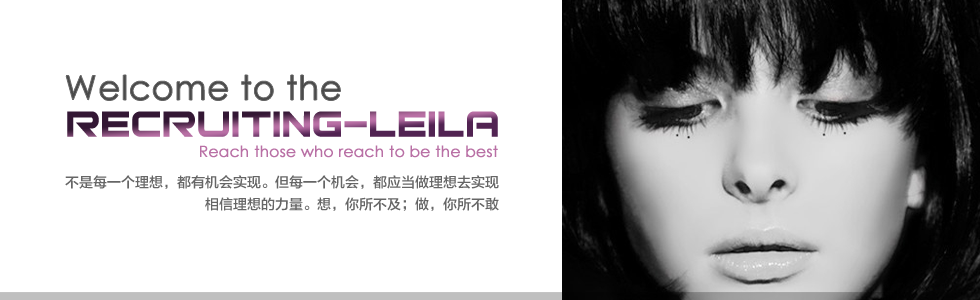 Welcome to the
RECRUITING-LEILA
Reach those who reach to be the best
不是每一个理想，都有机会实现。但每一个机会，都应当做理想去实现
相信理想的力量。想，你所不及；做，你所不敢